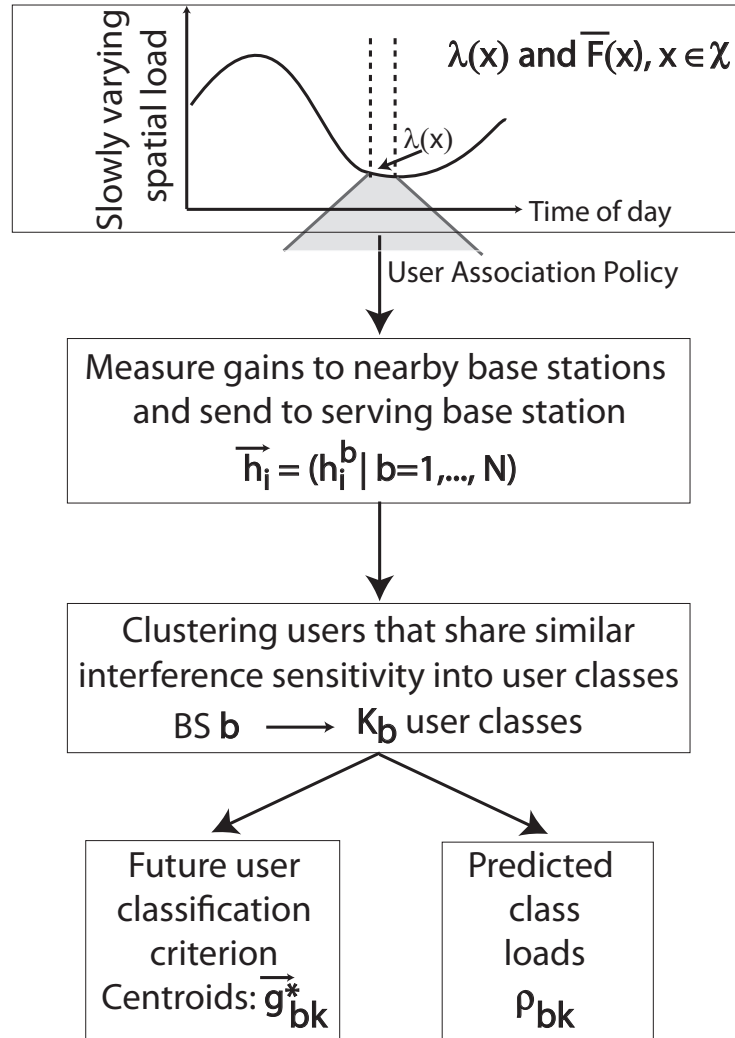 Slowly varying
spatial load
λ(x) and F̅(x), x ∈ χ
λ(x)
Time of day
User Association Policy
Measure gains to nearby base stations
and send to serving base station
h⃗_i = (h_i^b | b=1,..., N)
Clustering users that share similar
interference sensitivity into user classes
BS b ⟶ K_b user classes
Future user
classification
criterion
Centroids: g⃗*_bk
Predicted
class
loads
ρ_bk